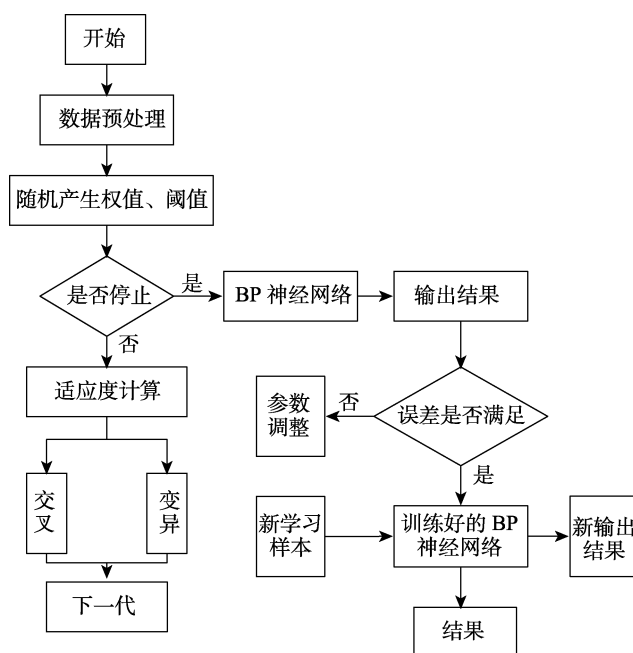 开始
数据预处理
随机产生权值、阈值
是否停止
是
BP 神经网络
输出结果
否
适应度计算
参数
调整
否
误差是否满足
是
交叉
变异
新学习
样本
训练好的 BP
神经网络
新输出
结果
下一代
结果